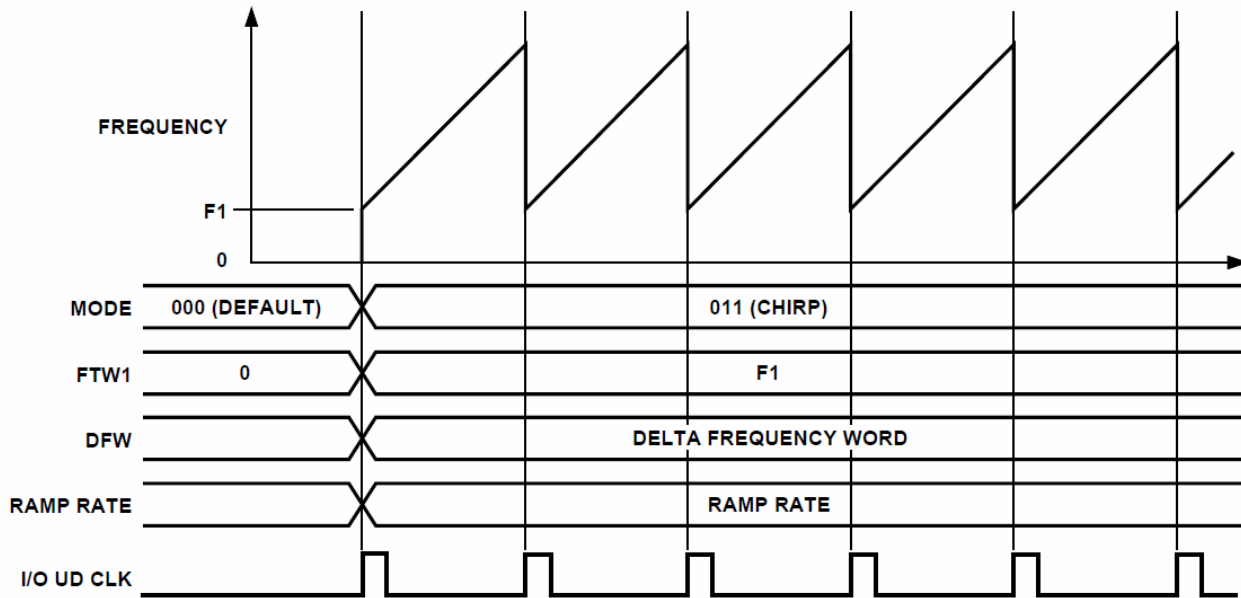 FREQUENCY
F1
0
MODE 000 (DEFAULT) 011 (CHIRP)
FTW1 0 F1
DFW DELTA FREQUENCY WORD
RAMP RATE RAMP RATE
I/O UD CLK